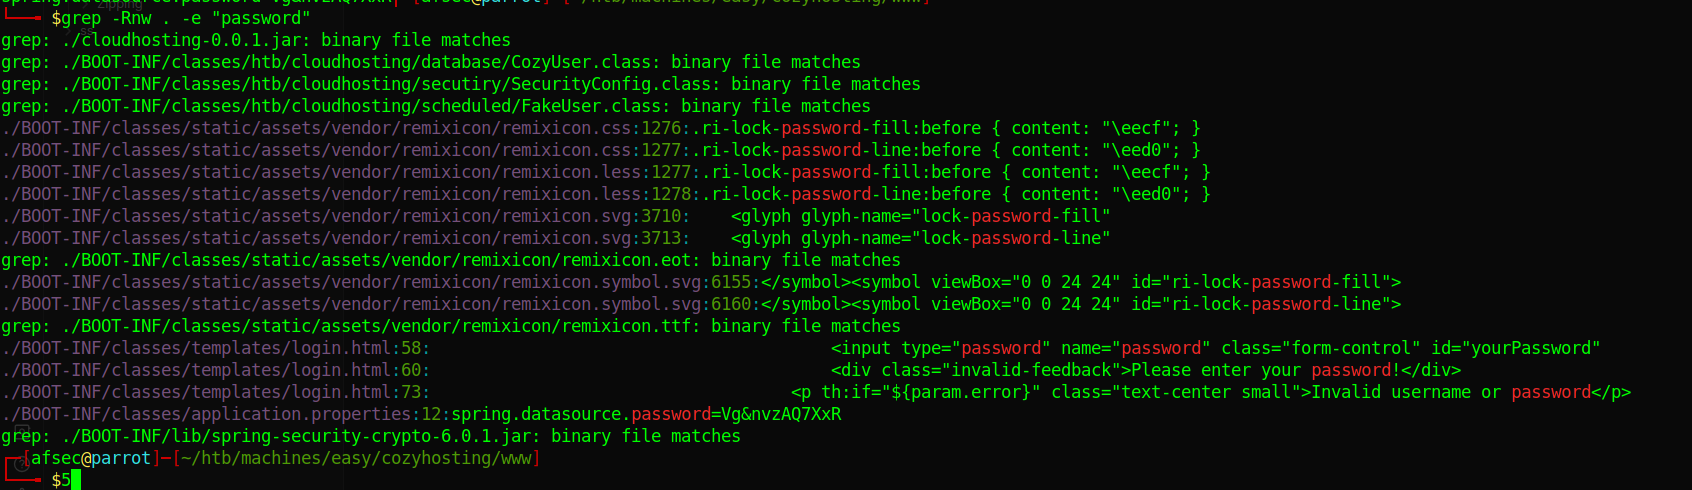 spring.datasource.password=Vg&nvzAQ7XxR┌─[afsec@parrot]─[~/htb/machines/easy/cozyhosting/www]
Zipping
└──╼ $grep -Rnw . -e "password"
ss
grep: ./cloudhosting-0.0.1.jar: binary file matches
grep: ./BOOT-INF/classes/htb/cloudhosting/database/CozyUser.class: binary file matches
grep: ./BOOT-INF/classes/htb/cloudhosting/secutiry/SecurityConfig.class: binary file matches
grep: ./BOOT-INF/classes/htb/cloudhosting/scheduled/FakeUser.class: binary file matches
./BOOT-INF/classes/static/assets/vendor/remixicon/remixicon.css:1276:.ri-lock-password-fill:before { content: "\eecf"; }
./BOOT-INF/classes/static/assets/vendor/remixicon/remixicon.css:1277:.ri-lock-password-line:before { content: "\eed0"; }
./BOOT-INF/classes/static/assets/vendor/remixicon/remixicon.less:1277:.ri-lock-password-fill:before { content: "\eecf"; }
./BOOT-INF/classes/static/assets/vendor/remixicon/remixicon.less:1278:.ri-lock-password-line:before { content: "\eed0"; }
./BOOT-INF/classes/static/assets/vendor/remixicon/remixicon.svg:3710:    <glyph glyph-name="lock-password-fill"
./BOOT-INF/classes/static/assets/vendor/remixicon/remixicon.svg:3713:    <glyph glyph-name="lock-password-line"
grep: ./BOOT-INF/classes/static/assets/vendor/remixicon/remixicon.eot: binary file matches
./BOOT-INF/classes/static/assets/vendor/remixicon/remixicon.symbol.svg:6155:</symbol><symbol viewBox="0 0 24 24" id="ri-lock-password-fill">
./BOOT-INF/classes/static/assets/vendor/remixicon/remixicon.symbol.svg:6160:</symbol><symbol viewBox="0 0 24 24" id="ri-lock-password-line">
grep: ./BOOT-INF/classes/static/assets/vendor/remixicon/remixicon.ttf: binary file matches
./BOOT-INF/classes/templates/login.html:58:                                        <input type="password" name="password" class="form-control" id="yourPassword"
./BOOT-INF/classes/templates/login.html:60:                                        <div class="invalid-feedback">Please enter your password!</div>
./BOOT-INF/classes/templates/login.html:73:                                    <p th:if="${param.error}" class="text-center small">Invalid username or password</p>
./BOOT-INF/classes/application.properties:12:spring.datasource.password=Vg&nvzAQ7XxR
grep: ./BOOT-INF/lib/spring-security-crypto-6.0.1.jar: binary file matches
┌─[afsec@parrot]─[~/htb/machines/easy/cozyhosting/www]
└──╼ $5